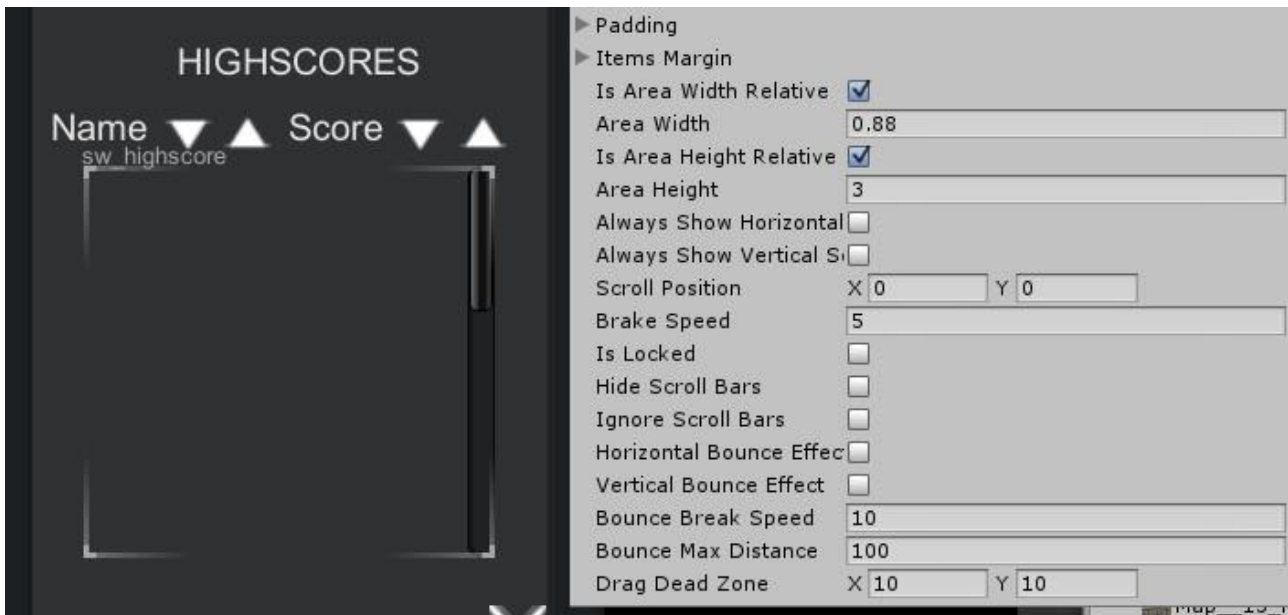 HIGHSCORES
Name Score
sw_highscore
Padding
Items Margin
Is Area Width Relative
Area Width 0.88
Is Area Height Relative
Area Height 3
Always Show Horizontal
Always Show Vertical S
Scroll Position X 0 Y 0
Brake Speed 5
Is Locked
Hide Scroll Bars
Ignore Scroll Bars
Horizontal Bounce Effec
Vertical Bounce Effect
Bounce Break Speed 10
Bounce Max Distance 100
Drag Dead Zone X 10 Y 10